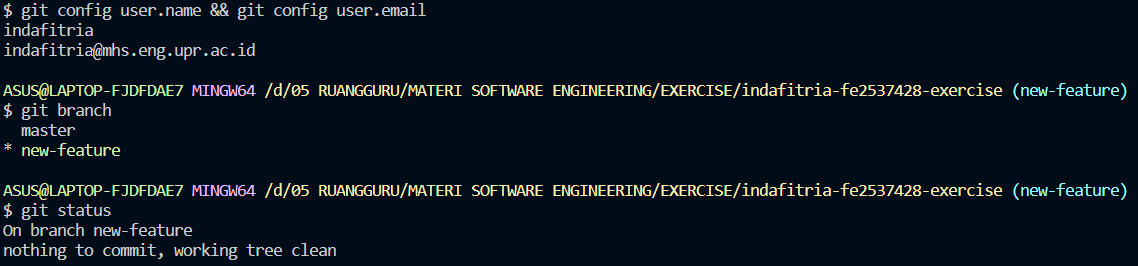 $ git config user.name && git config user.email
indafitria
indafitria@mhs.eng.upr.ac.id
ASUS@LAPTOP-FJDFDAE7 MINGW64 /d/05 RUANGGURU/MATERI SOFTWARE ENGINEERING/EXERCISE/indafitria-fe2537428-exercise (new-feature)
$ git branch
  master
* new-feature
ASUS@LAPTOP-FJDFDAE7 MINGW64 /d/05 RUANGGURU/MATERI SOFTWARE ENGINEERING/EXERCISE/indafitria-fe2537428-exercise (new-feature)
$ git status
On branch new-feature
nothing to commit, working tree clean